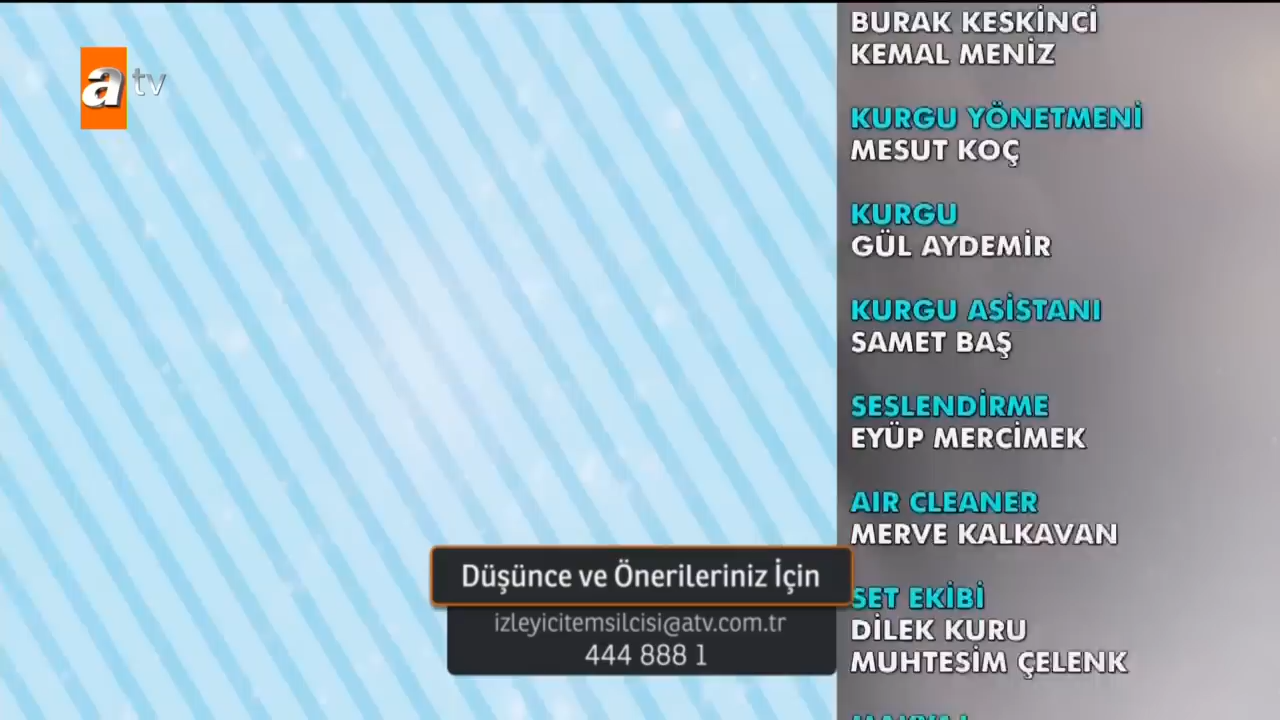 a tv
BURAK KESKİNCİ
KEMAL MENİZ
KURGU YÖNETMENİ
MESUT KOÇ
KURGU
GÜL AYDEMİR
KURGU ASİSTANI
SAMET BAŞ
SESLENDİRME
EYÜP MERCİMEK
AIR CLEANER
MERVE KALKAVAN
SET EKİBİ
DİLEK KURU
MUHTESİM ÇELENK
Düşünce ve Önerileriniz İçin
izleyicitemsilcisi@atv.com.tr
444 888 1